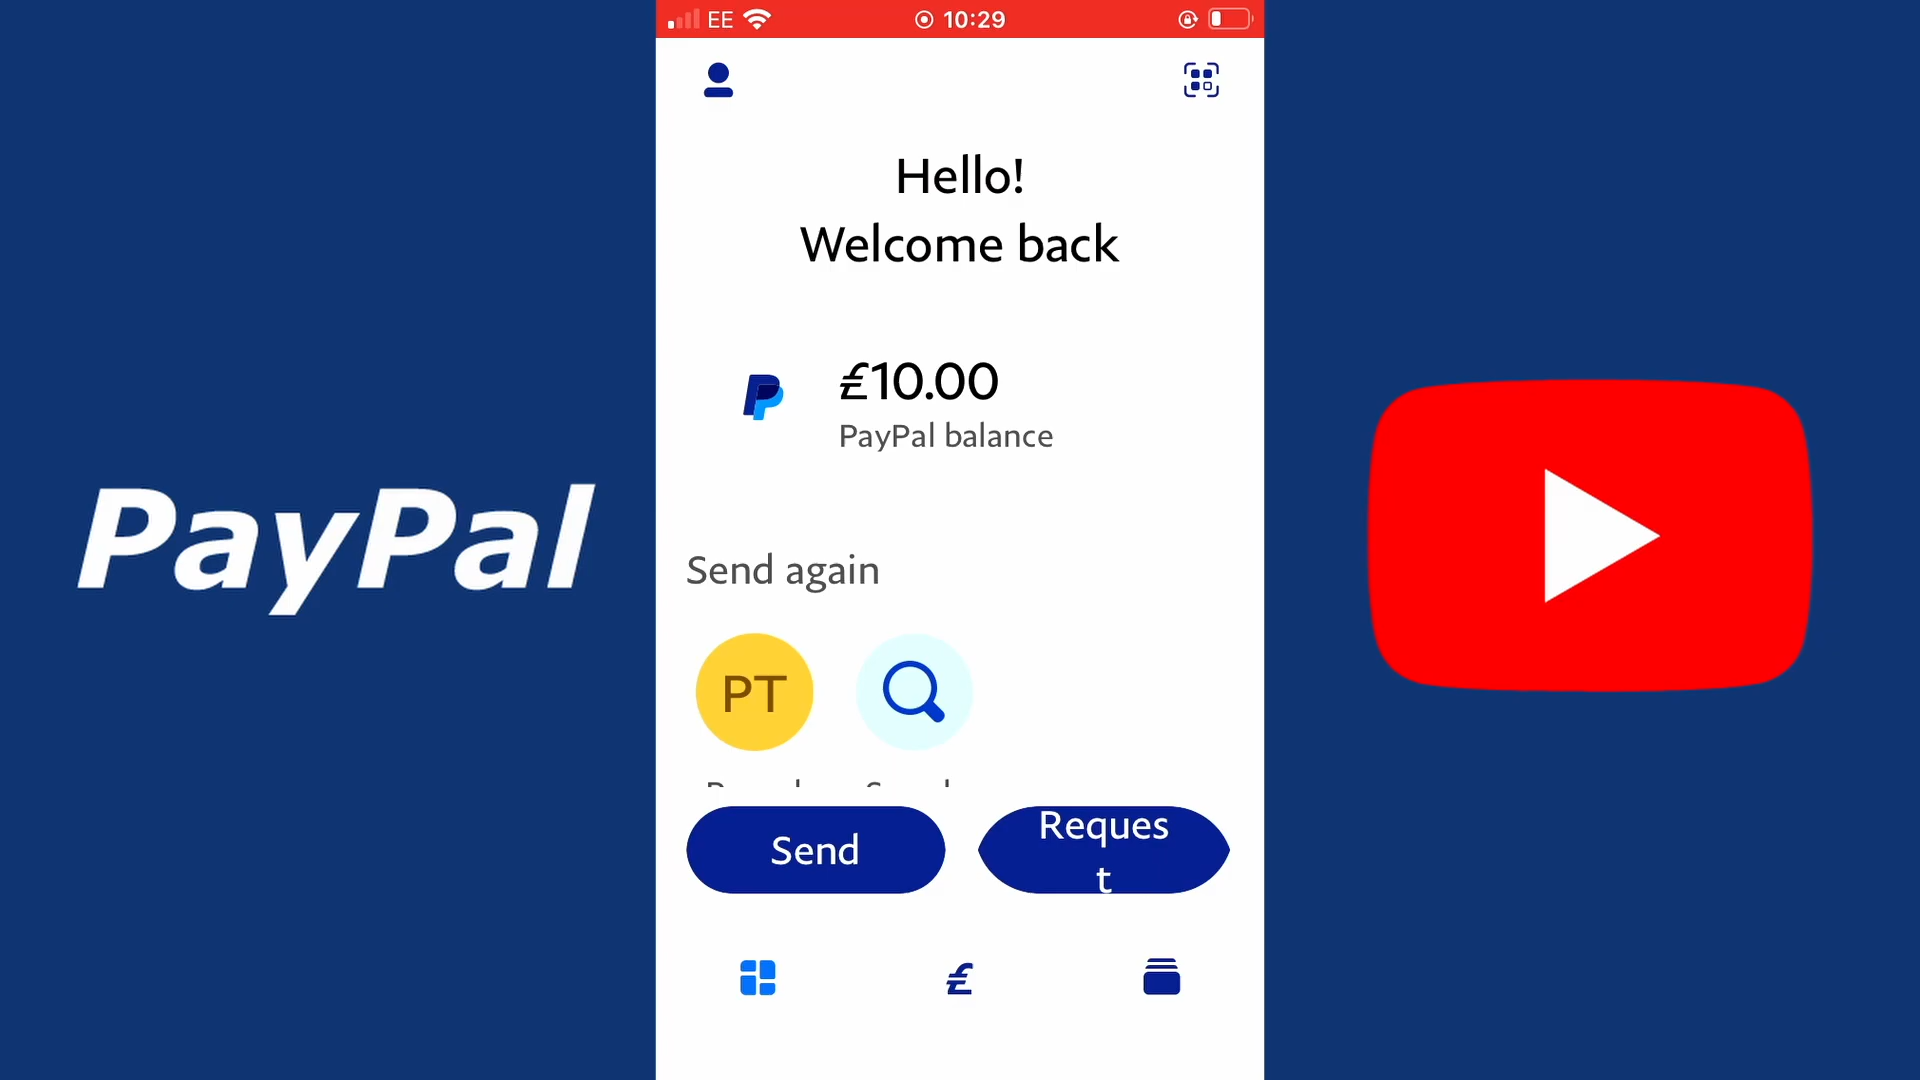 EE
10:29
Hello!
Welcome back
£10.00
PayPal balance
PayPal
Send again
PT
Send
Reques
t
£